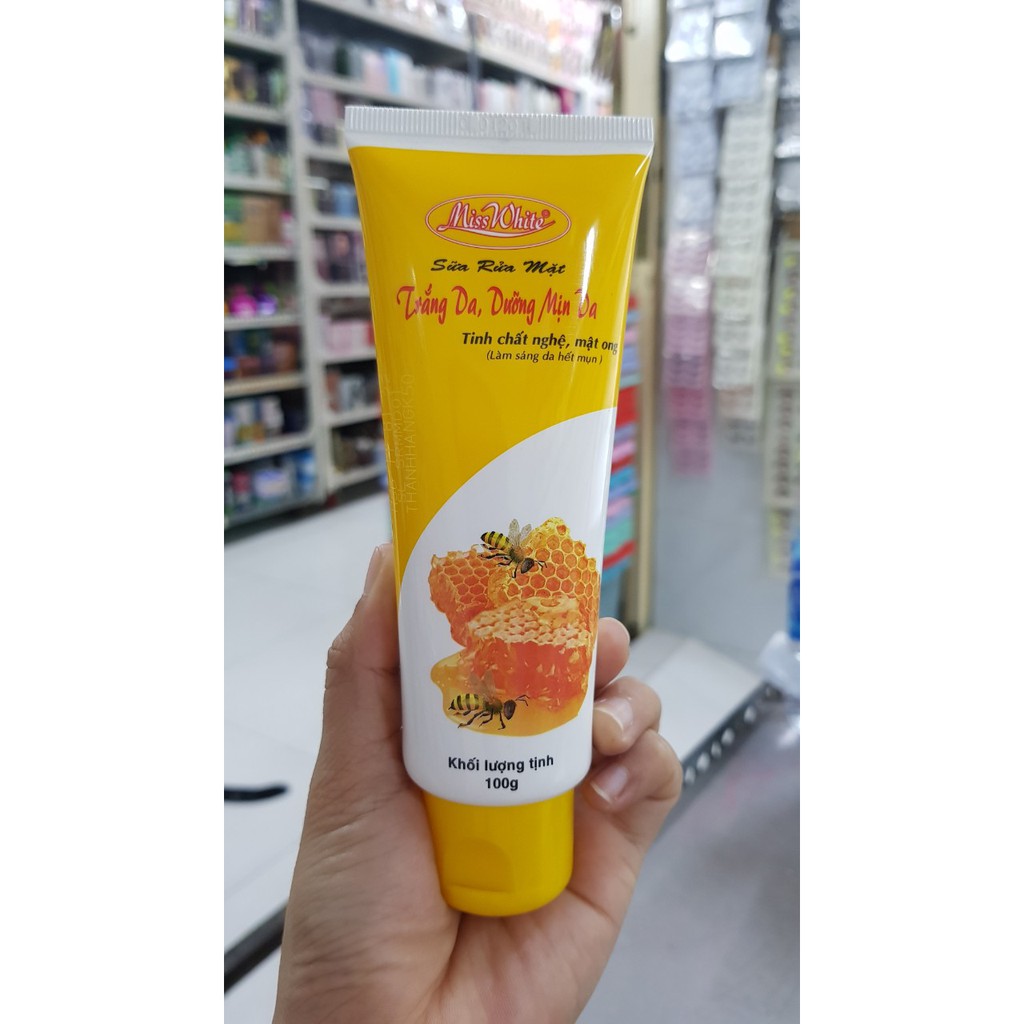 Miss White
Sữa Rửa Mặt
Trắng Da, Dưỡng Mịn Da
Tinh chất nghệ, mật ong
(Làm sáng da hết mụn)
Khối lượng tịnh
100g